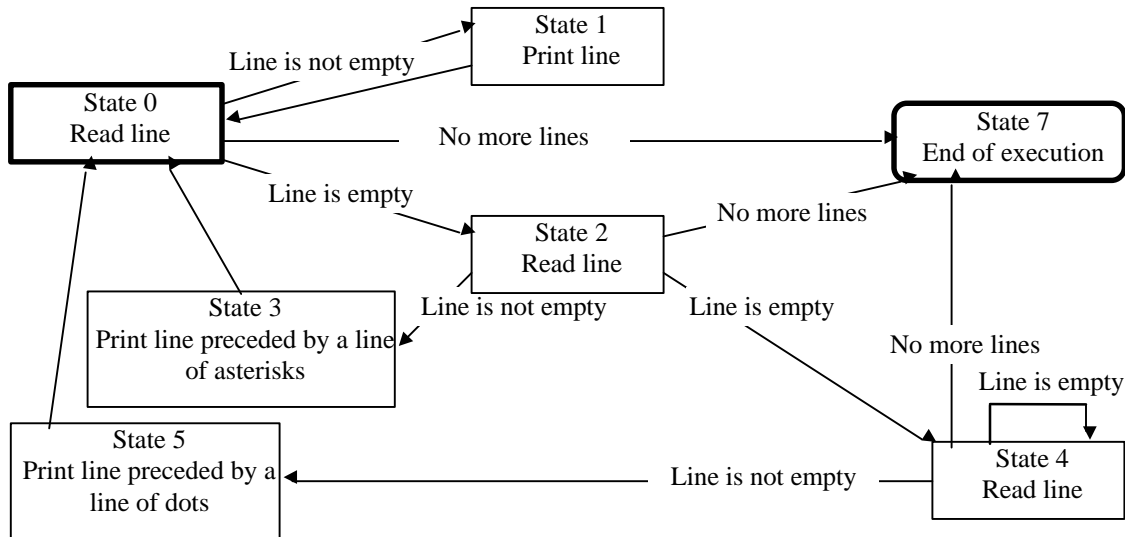 State 1
Print line
Line is not empty
State 0
Read line
No more lines
State 7
End of execution
Line is empty
No more lines
State 2
Read line
State 3
Print line preceded by a line
of asterisks
Line is not empty
Line is empty
No more lines
Line is empty
State 5
Print line preceded by a
line of dots
Line is not empty
State 4
Read line